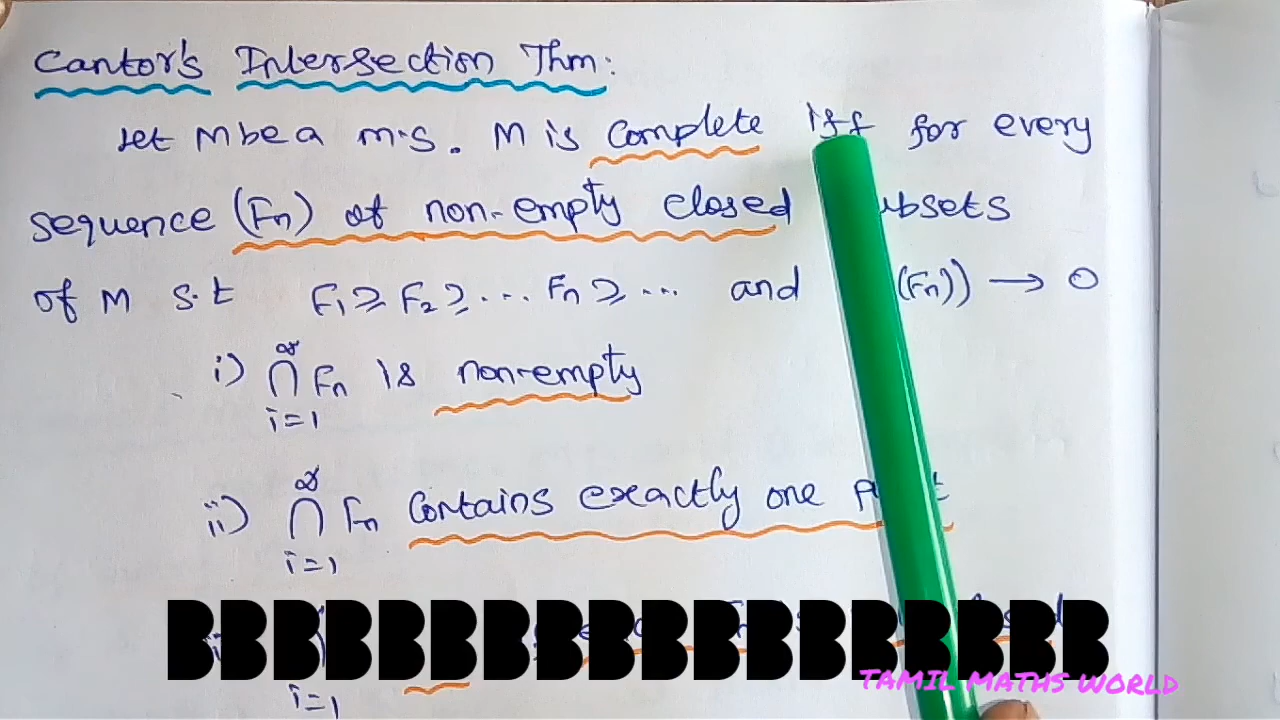 Cantor's Intersection Thm:
Let M be a m.s. M is complete iff for every
sequence (Fn) of non-empty closed subsets
of M s.t F1 ⩾ F2 ⩾ ... Fn ⩾ ... and (Fn)) → 0
i) ∞ ⋂ i=1 Fn is non-empty
ii) ∞ ⋂ i=1 Fn contains exactly one
i=1
BBBBBBBBBBBBBBBBBBB
TAMIL MATHS WORLD